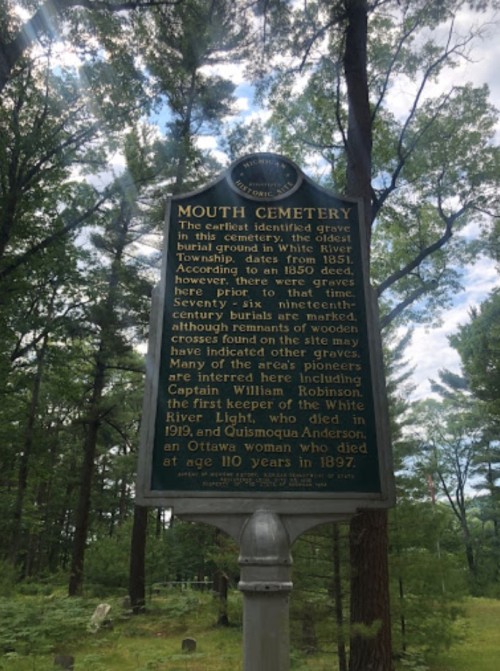 MICHIGAN
HISTORIC SITE
MOUTH CEMETERY
The earliest identified grave
in this cemetery, the oldest
burial ground in White River
Township, dates from 1851.
According to an 1850 deed,
however, there were graves
here prior to that time.
Seventy-six nineteenth-
century burials are marked,
although remnants of wooden
crosses found on the site may
have indicated other graves.
Many of the area's pioneers
are interred here including
Captain William Robinson,
the first keeper of the White
River Light, who died in
1919, and Quismoqua Anderson,
an Ottawa woman who died
at age 110 years in 1897.